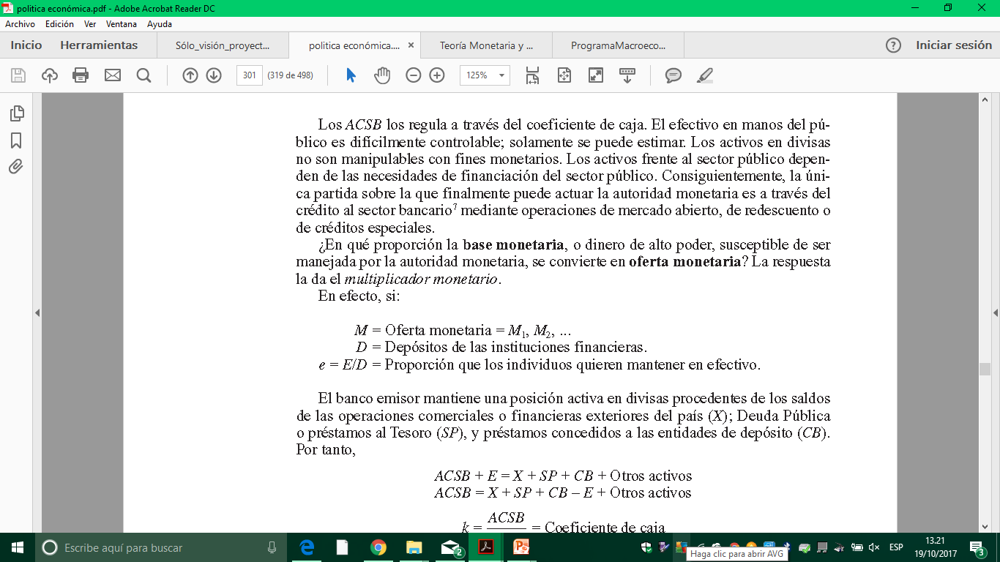 politica económica.pdf - Adobe Acrobat Reader DC
Archivo Edición Ver Ventana Ayuda
Inicio Herramientas Sólo_visión_proyect... politica económica.... × Teoría Monetaria y ... ProgramaMacroeco... Iniciar sesión
301 (319 de 498) 125%
Los ACSB los regula a través del coeficiente de caja. El efectivo en manos del pú-
blico es difícilmente controlable; solamente se puede estimar. Los activos en divisas
no son manipulables con fines monetarios. Los activos frente al sector público depen-
den de las necesidades de financiación del sector público. Consiguientemente, la úni-
ca partida sobre la que finalmente puede actuar la autoridad monetaria es a través del
crédito al sector bancario⁷ mediante operaciones de mercado abierto, de redescuento o
de créditos especiales.
¿En qué proporción la base monetaria, o dinero de alto poder, susceptible de ser
manejada por la autoridad monetaria, se convierte en oferta monetaria? La respuesta
la da el multiplicador monetario.
En efecto, si:
M = Oferta monetaria = M₁, M₂, ...
D = Depósitos de las instituciones financieras.
e = E/D = Proporción que los individuos quieren mantener en efectivo.
El banco emisor mantiene una posición activa en divisas procedentes de los saldos
de las operaciones comerciales o financieras exteriores del país (X); Deuda Pública
o préstamos al Tesoro (SP), y préstamos concedidos a las entidades de depósito (CB).
Por tanto,
ACSB + E = X + SP + CB + Otros activos
ACSB = X + SP + CB – E + Otros activos
ACSB
k = = Coeficiente de caja
Escribe aquí para buscar
2
ESP
13.21
19/10/2017
3
Haga clic para abrir AVG